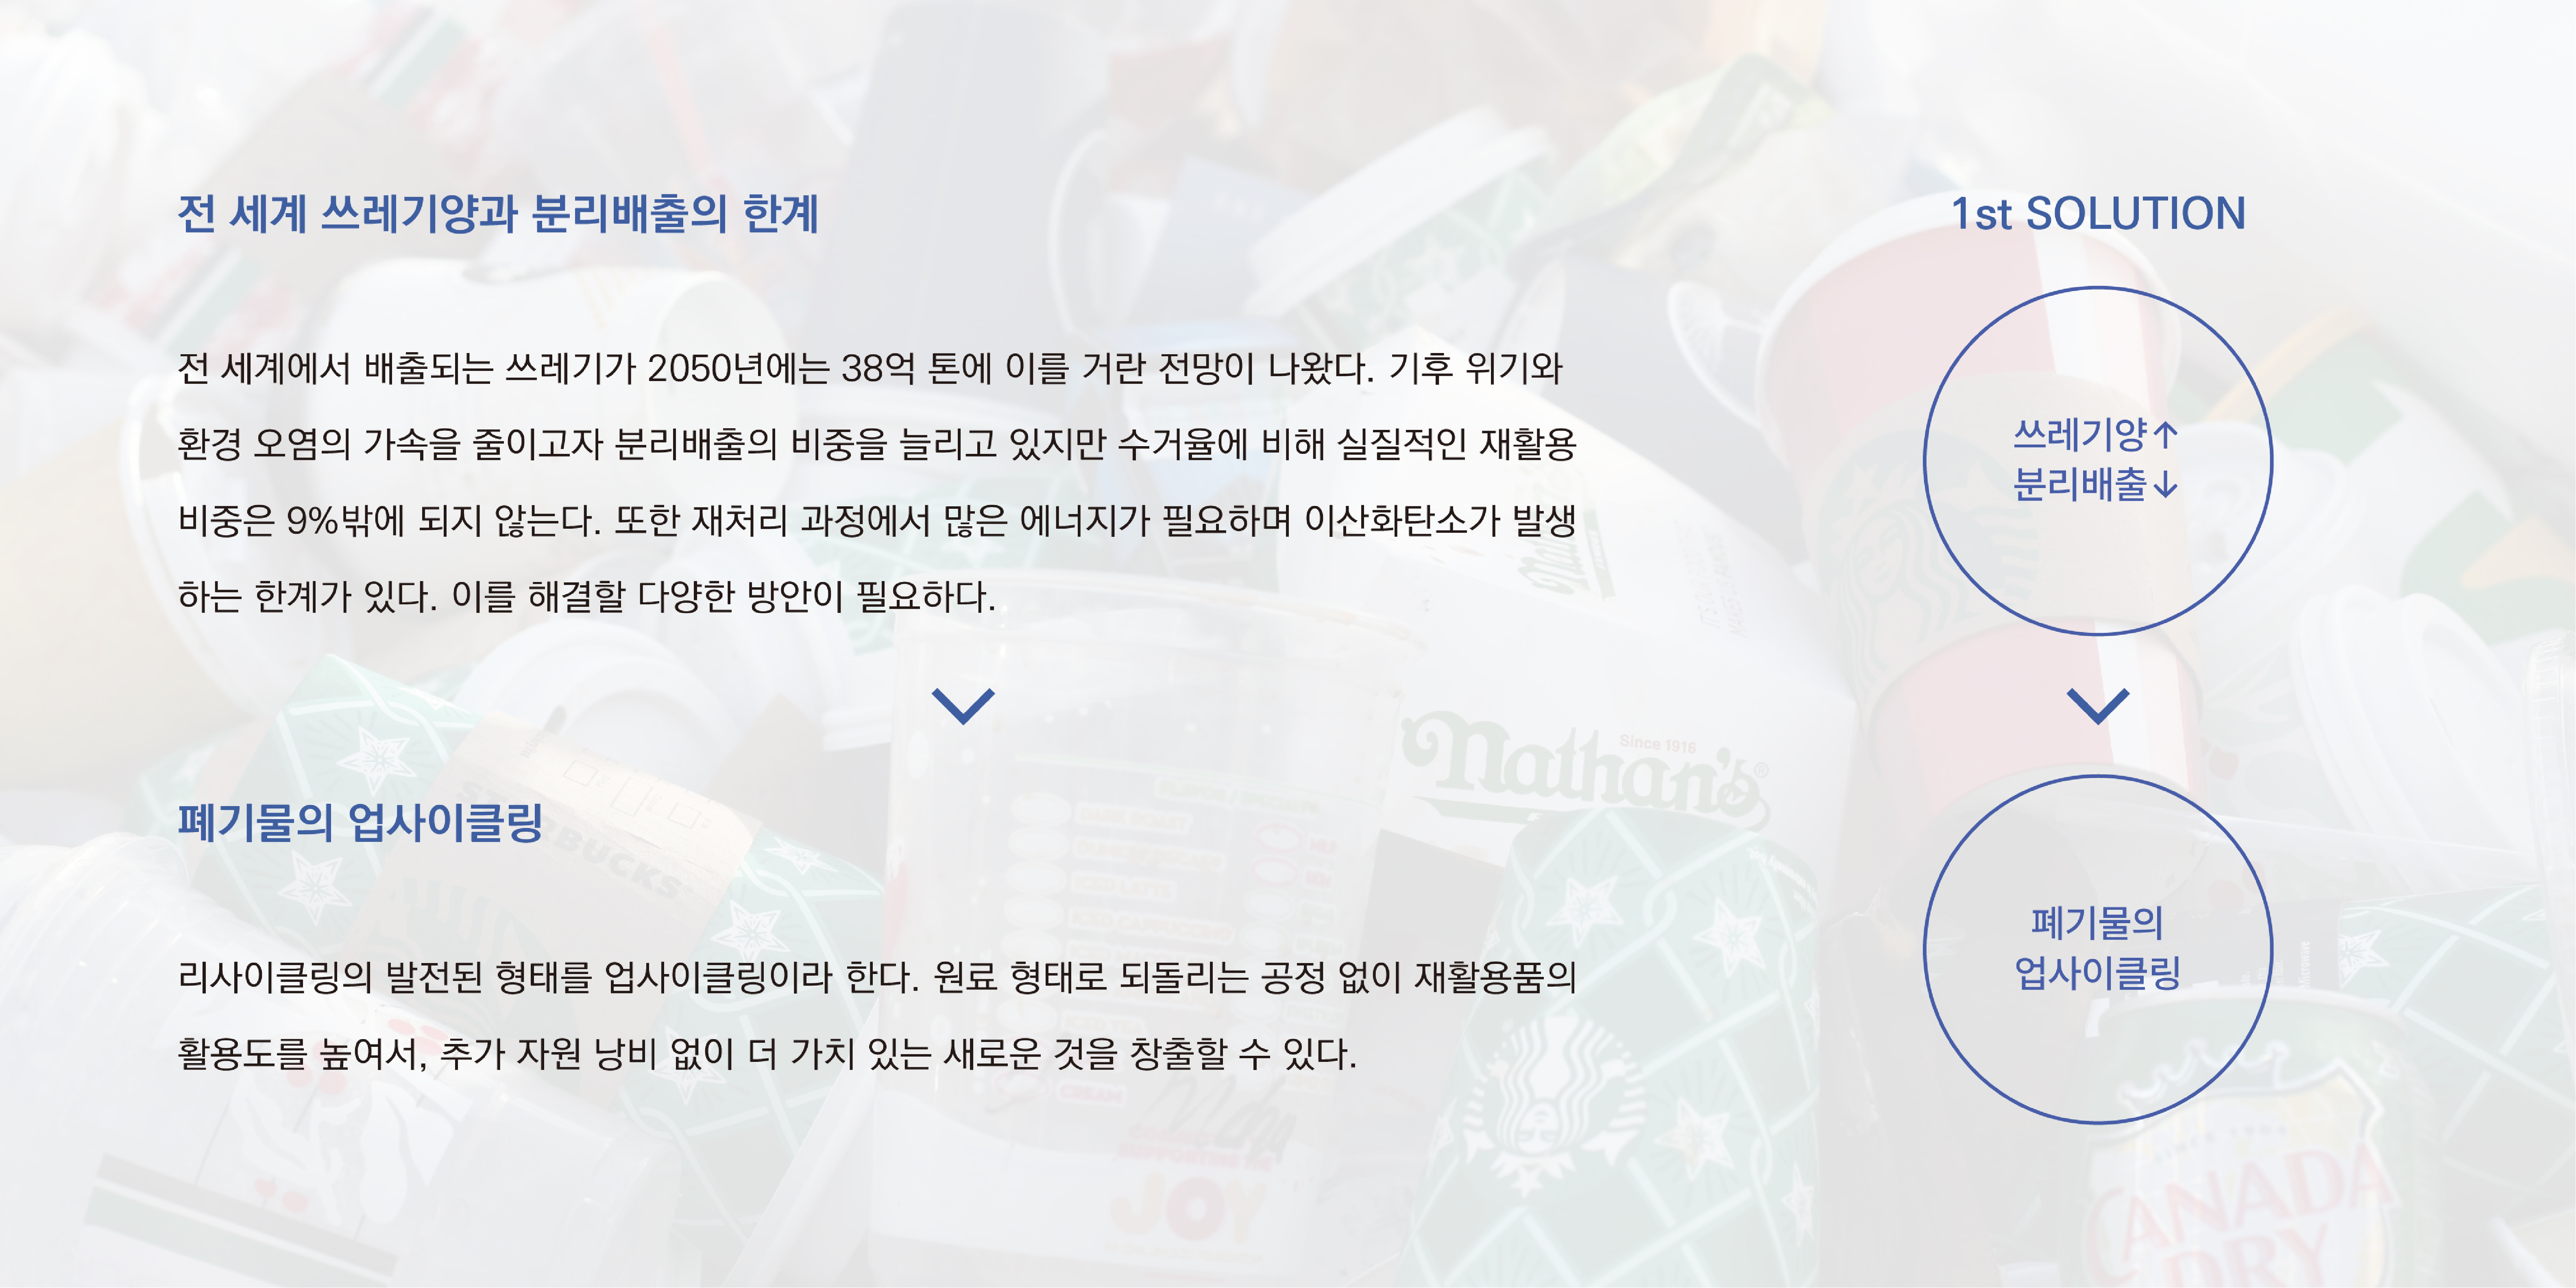 전 세계 쓰레기양과 분리배출의 한계
전 세계에서 배출되는 쓰레기가 2050년에는 38억 톤에 이를 거란 전망이 나왔다. 기후 위기와
환경 오염의 가속을 줄이고자 분리배출의 비중을 늘리고 있지만 수거율에 비해 실질적인 재활용
비중은 9%밖에 되지 않는다. 또한 재처리 과정에서 많은 에너지가 필요하며 이산화탄소가 발생
하는 한계가 있다. 이를 해결할 다양한 방안이 필요하다.
폐기물의 업사이클링
리사이클링의 발전된 형태를 업사이클링이라 한다. 원료 형태로 되돌리는 공정 없이 재활용품의
활용도를 높여서, 추가 자원 낭비 없이 더 가치 있는 새로운 것을 창출할 수 있다.
1st SOLUTION
쓰레기양↑
분리배출↓
폐기물의
업사이클링
Since 1916
Nathan's
STARBUCKS
CREAM
JOY
CANADA
DRY